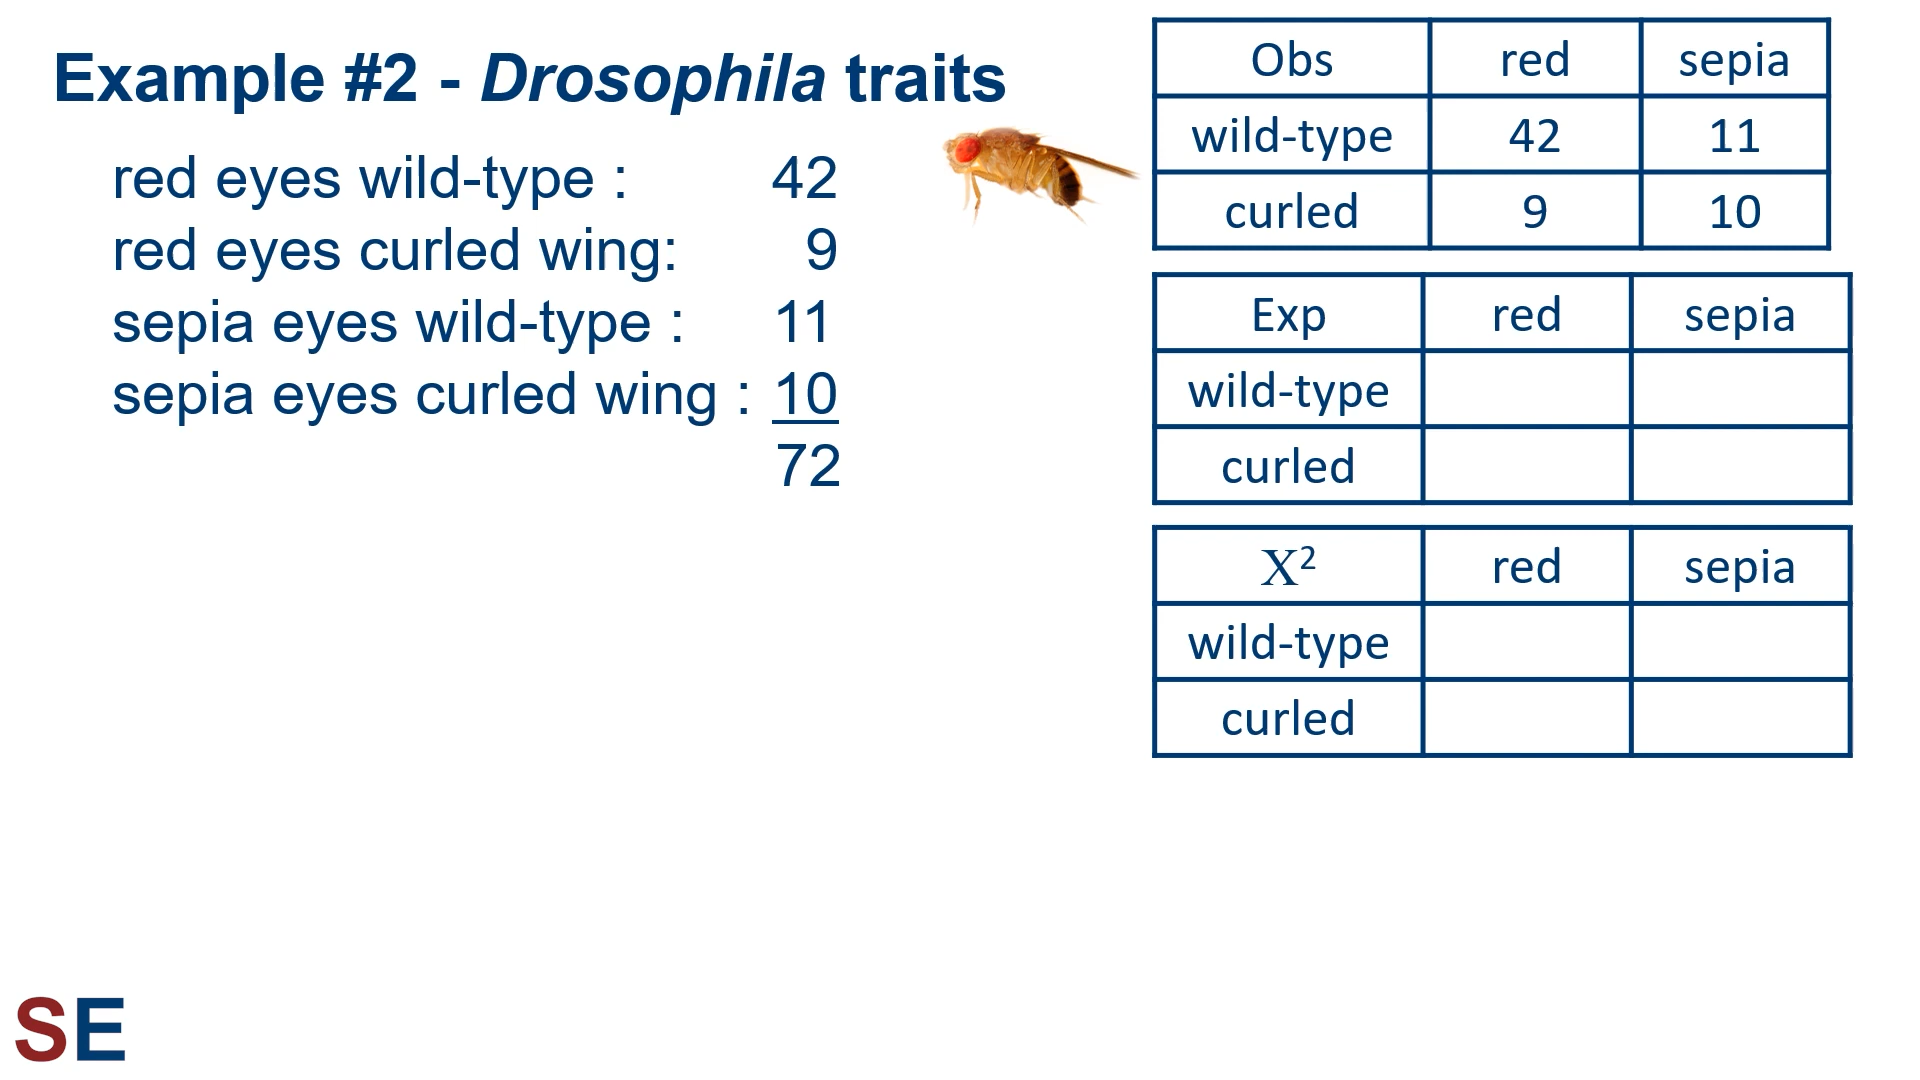 Example #2 - Drosophila traits
red eyes wild-type : 42
red eyes curled wing: 9
sepia eyes wild-type : 11
sepia eyes curled wing : 10
72
Obs red sepia
wild-type 42 11
curled 9 10
Exp red sepia
wild-type
curled
X² red sepia
wild-type
curled
SE